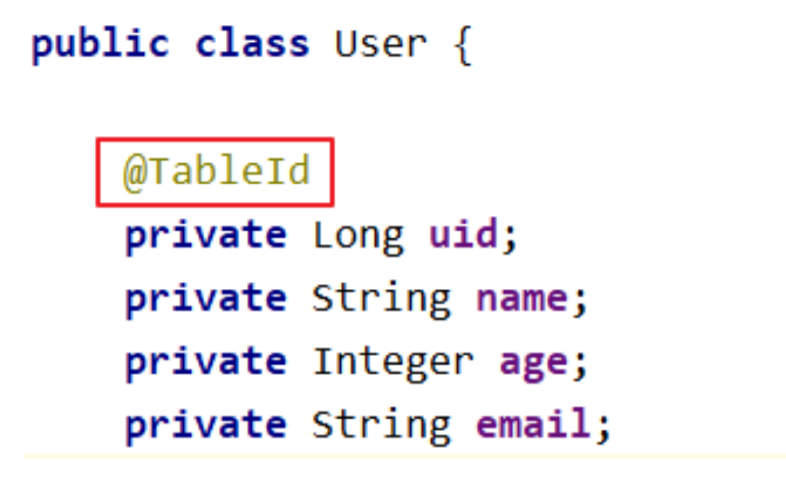 public class User {
@TableId
private Long uid;
private String name;
private Integer age;
private String email;